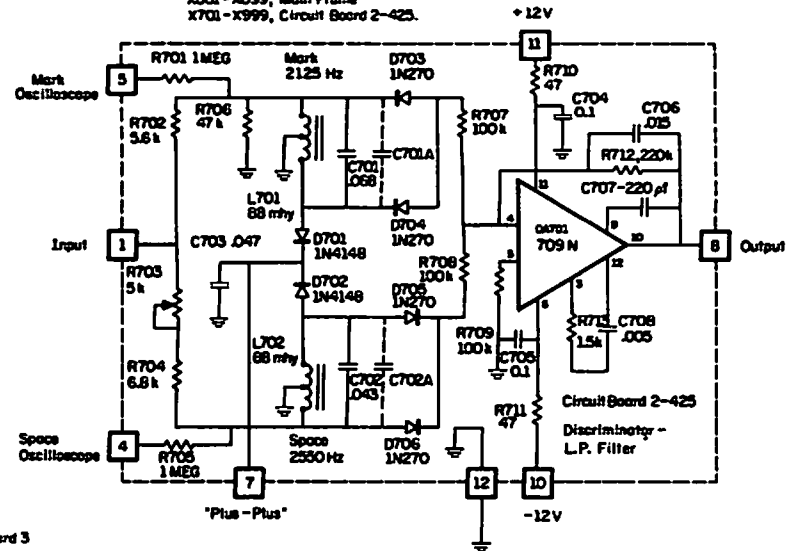 X701-X999, Circuit Board 2-425.
+12V
11
5
R701 1MEG
Mark
2125 Hz
D703
1N270
R710
47
Mark
Oscilloscope
R702
5.6k
R706
47k
R707
100k
C704
0.1
C706
.015
C701
.068
C701A
R712, 220k
C707-220 pf
L701
88 mhy
D704
1N270
11
4
OA701
709 N
9
10
12
Input
1
C703 .047
D701
1N4148
5
8
Output
R703
5k
D702
1N4148
R708
100k
D705
1N270
3
6
R704
6.8k
L702
88 mhy
R709
100k
R713
1.5k
C708
.005
C702
.043
C702A
C705
0.1
R711
47
Circuit Board 2-425
Discriminator-
L.P. Filter
Space
Oscilloscope
4
R705
1MEG
Space
2550 Hz
D706
1N270
7
12
10
"Plus-Plus"
-12V